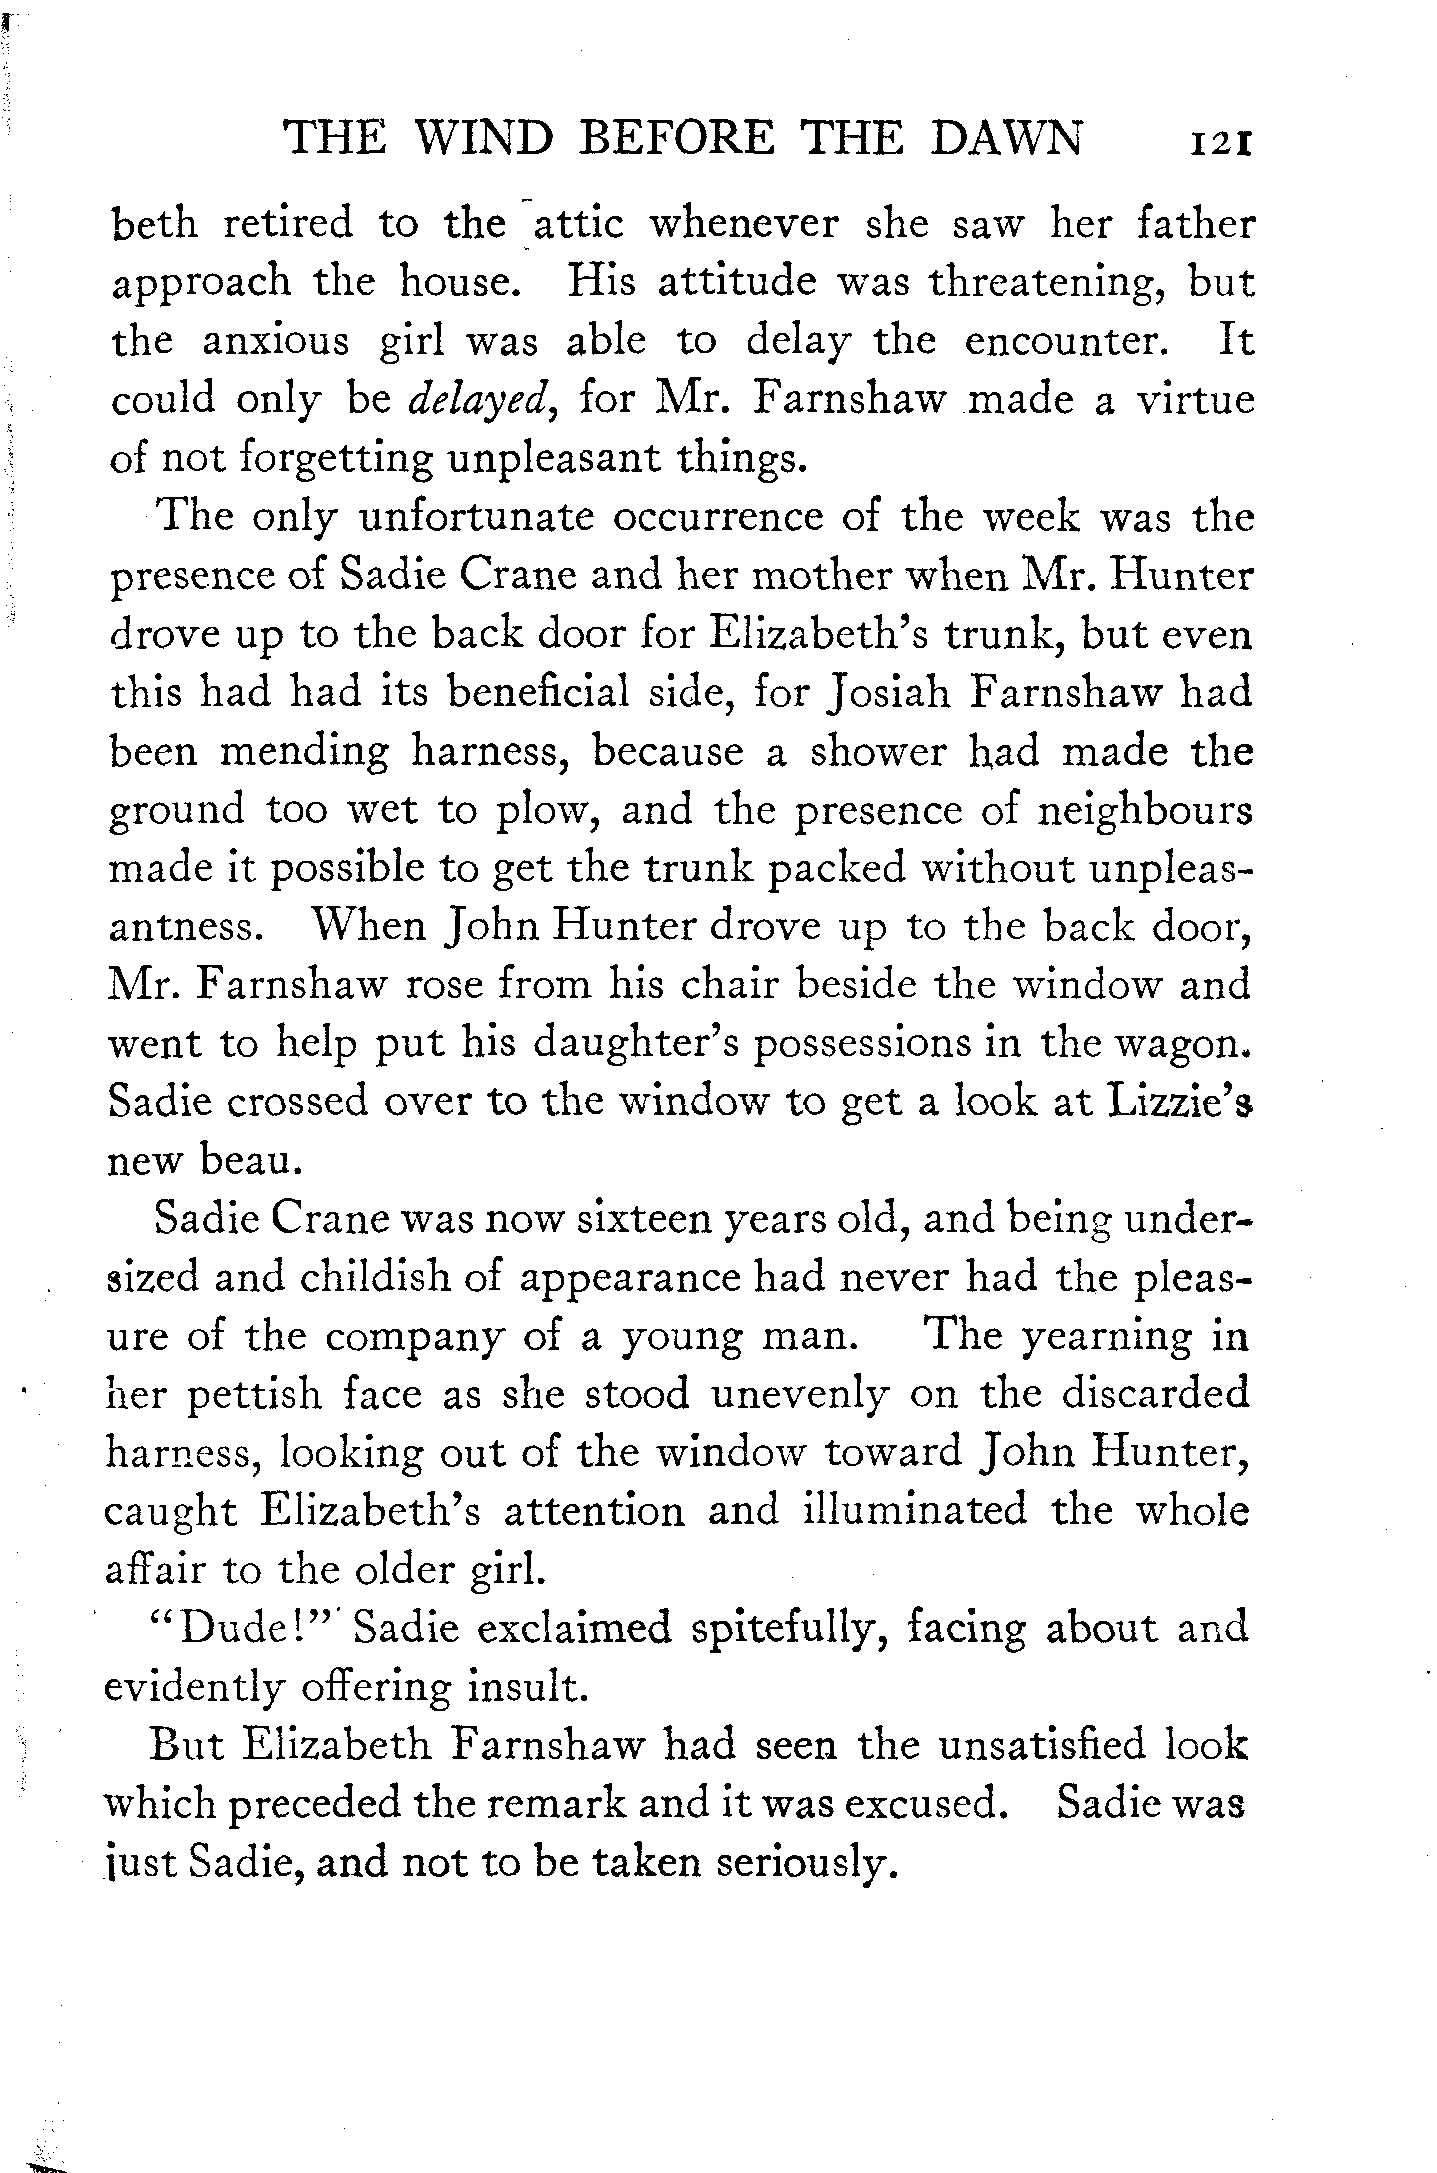 THE WIND BEFORE THE DAWN 121
beth retired to the attic whenever she saw her father
approach the house. His attitude was threatening, but
the anxious girl was able to delay the encounter. It
could only be delayed, for Mr. Farnshaw made a virtue
of not forgetting unpleasant things.
The only unfortunate occurrence of the week was the
presence of Sadie Crane and her mother when Mr. Hunter
drove up to the back door for Elizabeth's trunk, but even
this had had its beneficial side, for Josiah Farnshaw had
been mending harness, because a shower had made the
ground too wet to plow, and the presence of neighbours
made it possible to get the trunk packed without unpleas-
antness. When John Hunter drove up to the back door,
Mr. Farnshaw rose from his chair beside the window and
went to help put his daughter's possessions in the wagon.
Sadie crossed over to the window to get a look at Lizzie's
new beau.
Sadie Crane was now sixteen years old, and being under-
sized and childish of appearance had never had the pleas-
ure of the company of a young man. The yearning in
her pettish face as she stood unevenly on the discarded
harness, looking out of the window toward John Hunter,
caught Elizabeth's attention and illuminated the whole
affair to the older girl.
"Dude!" Sadie exclaimed spitefully, facing about and
evidently offering insult.
But Elizabeth Farnshaw had seen the unsatisfied look
which preceded the remark and it was excused. Sadie was
just Sadie, and not to be taken seriously.